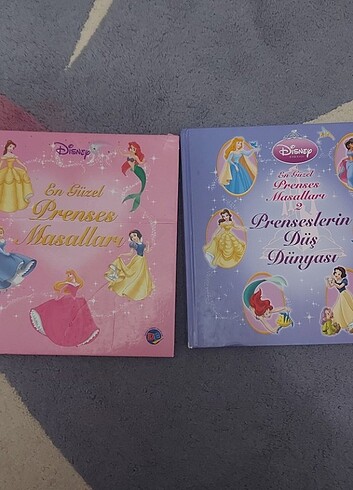 Disney
En Güzel
Prenses
Masalları
Disney
En Güzel
Prenses
Masalları
2
Prenseslerin
Düş
Dünyası